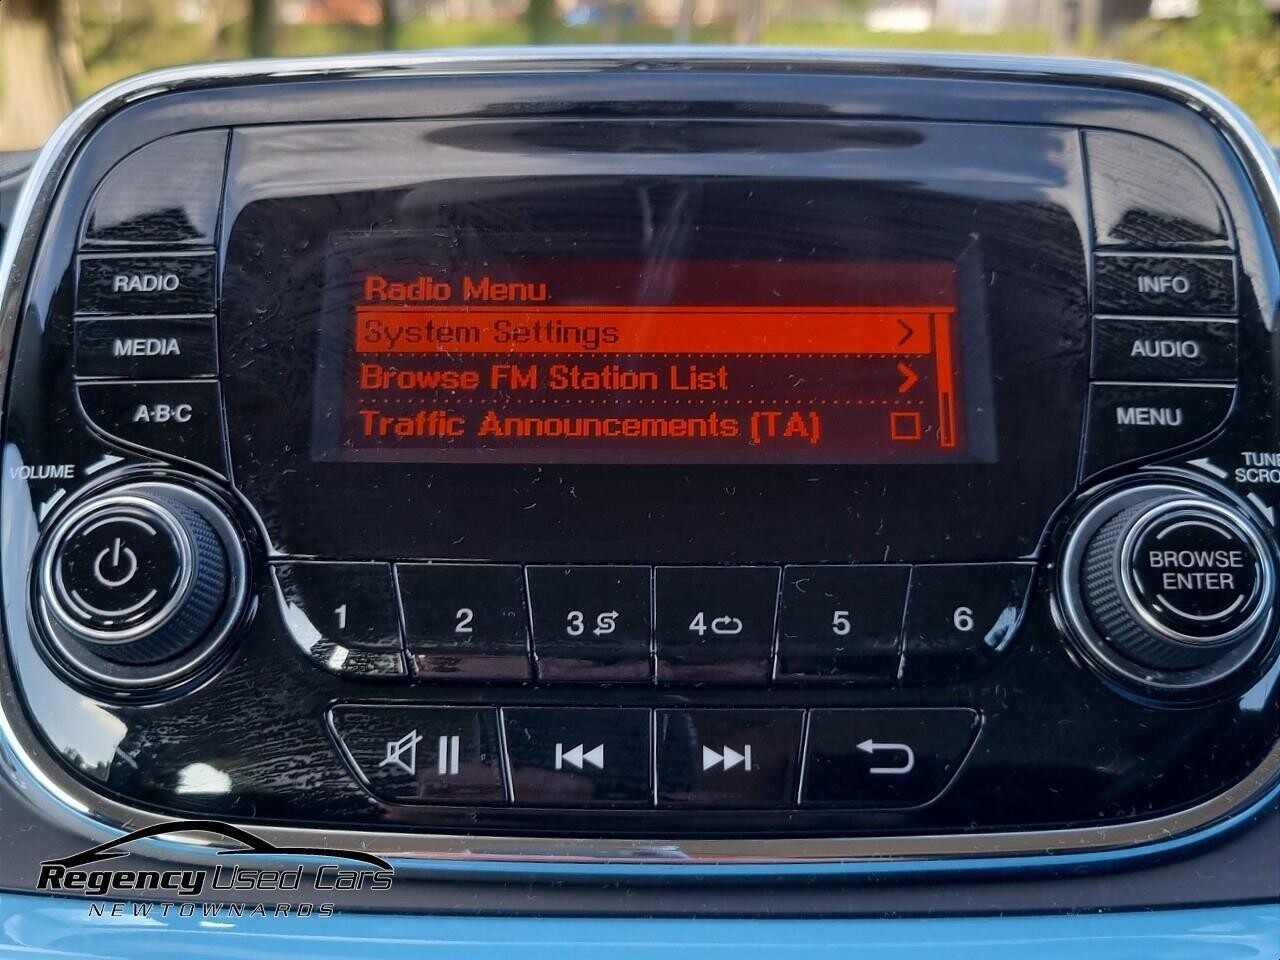 RADIO
MEDIA
A·B·C
VOLUME
Radio Menu
System Settings
Browse FM Station List
Traffic Announcements (TA)
INFO
AUDIO
MENU
TUNE
BROWSE
ENTER
1
2
3
4
5
6
Regency Used Cars
NEWTOWNARDS